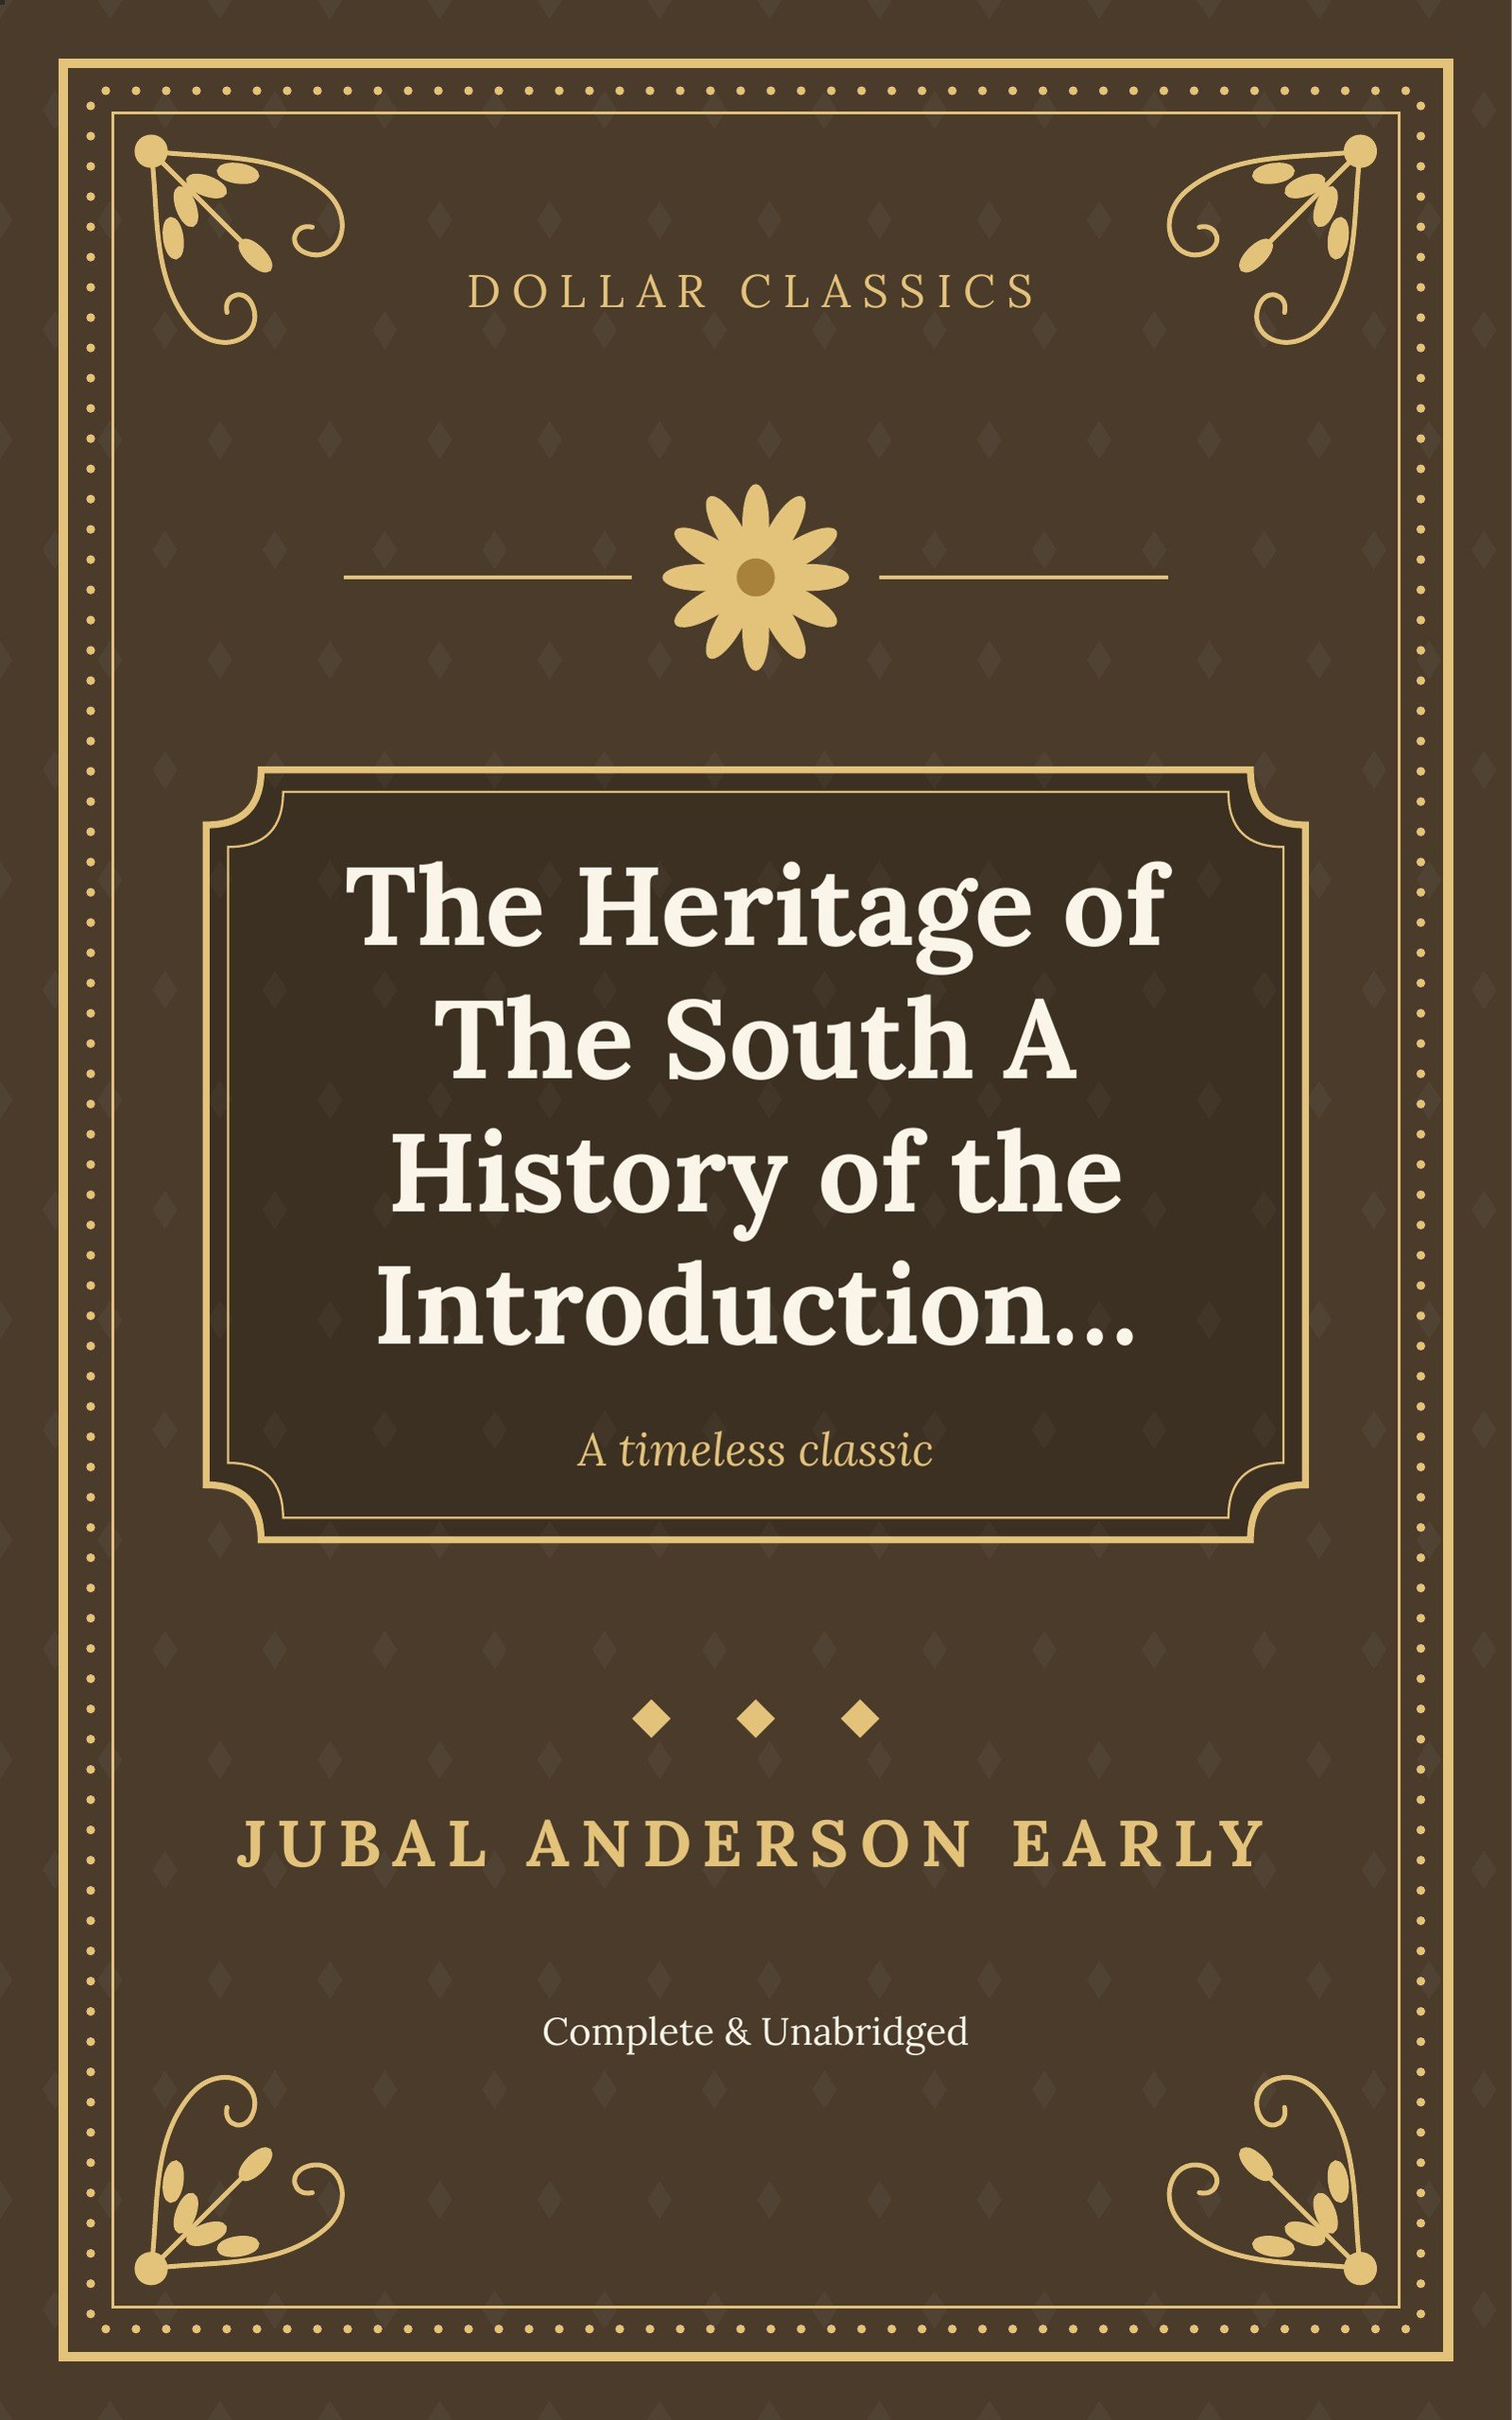 DOLLAR CLASSICS
The Heritage of
The South A
History of the
Introduction...
A timeless classic
JUBAL ANDERSON EARLY
Complete & Unabridged